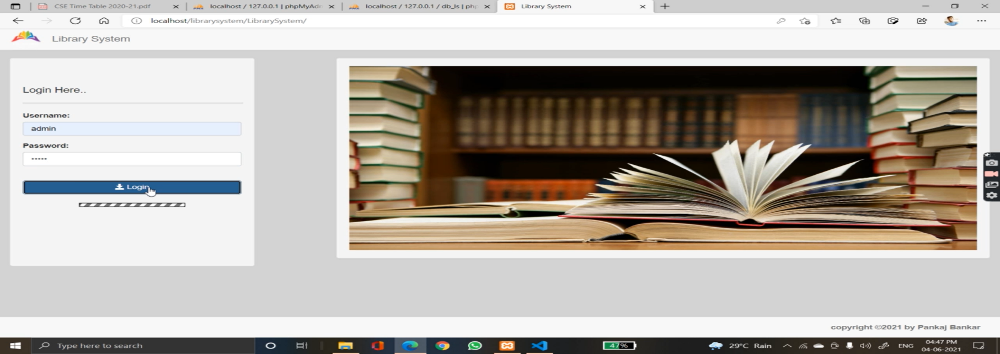 CSE Time Table 2020-21.pdf
localhost / 127.0.0.1 | phpMyAdm
localhost / 127.0.0.1 / db_ls | php
Library System
localhost/librarysystem/LibrarySystem/
Library System
Login Here..
Username:
admin
Password:
•••••
Login
copyright ©2021 by Pankaj Bankar
Type here to search
47%
29°C Rain
ENG
04:47 PM
04-06-2021